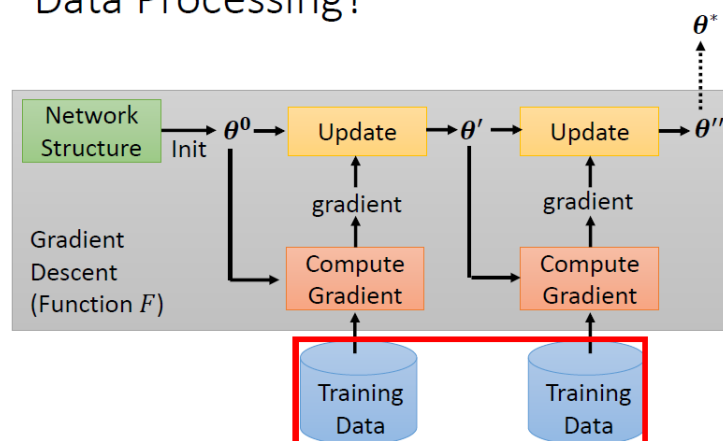 Data Processing?
θ*
Network
Structure
Init
θ⁰
Update
θ′
Update
θ′′
gradient
gradient
Gradient
Descent
(Function F)
Compute
Gradient
Compute
Gradient
Training
Data
Training
Data